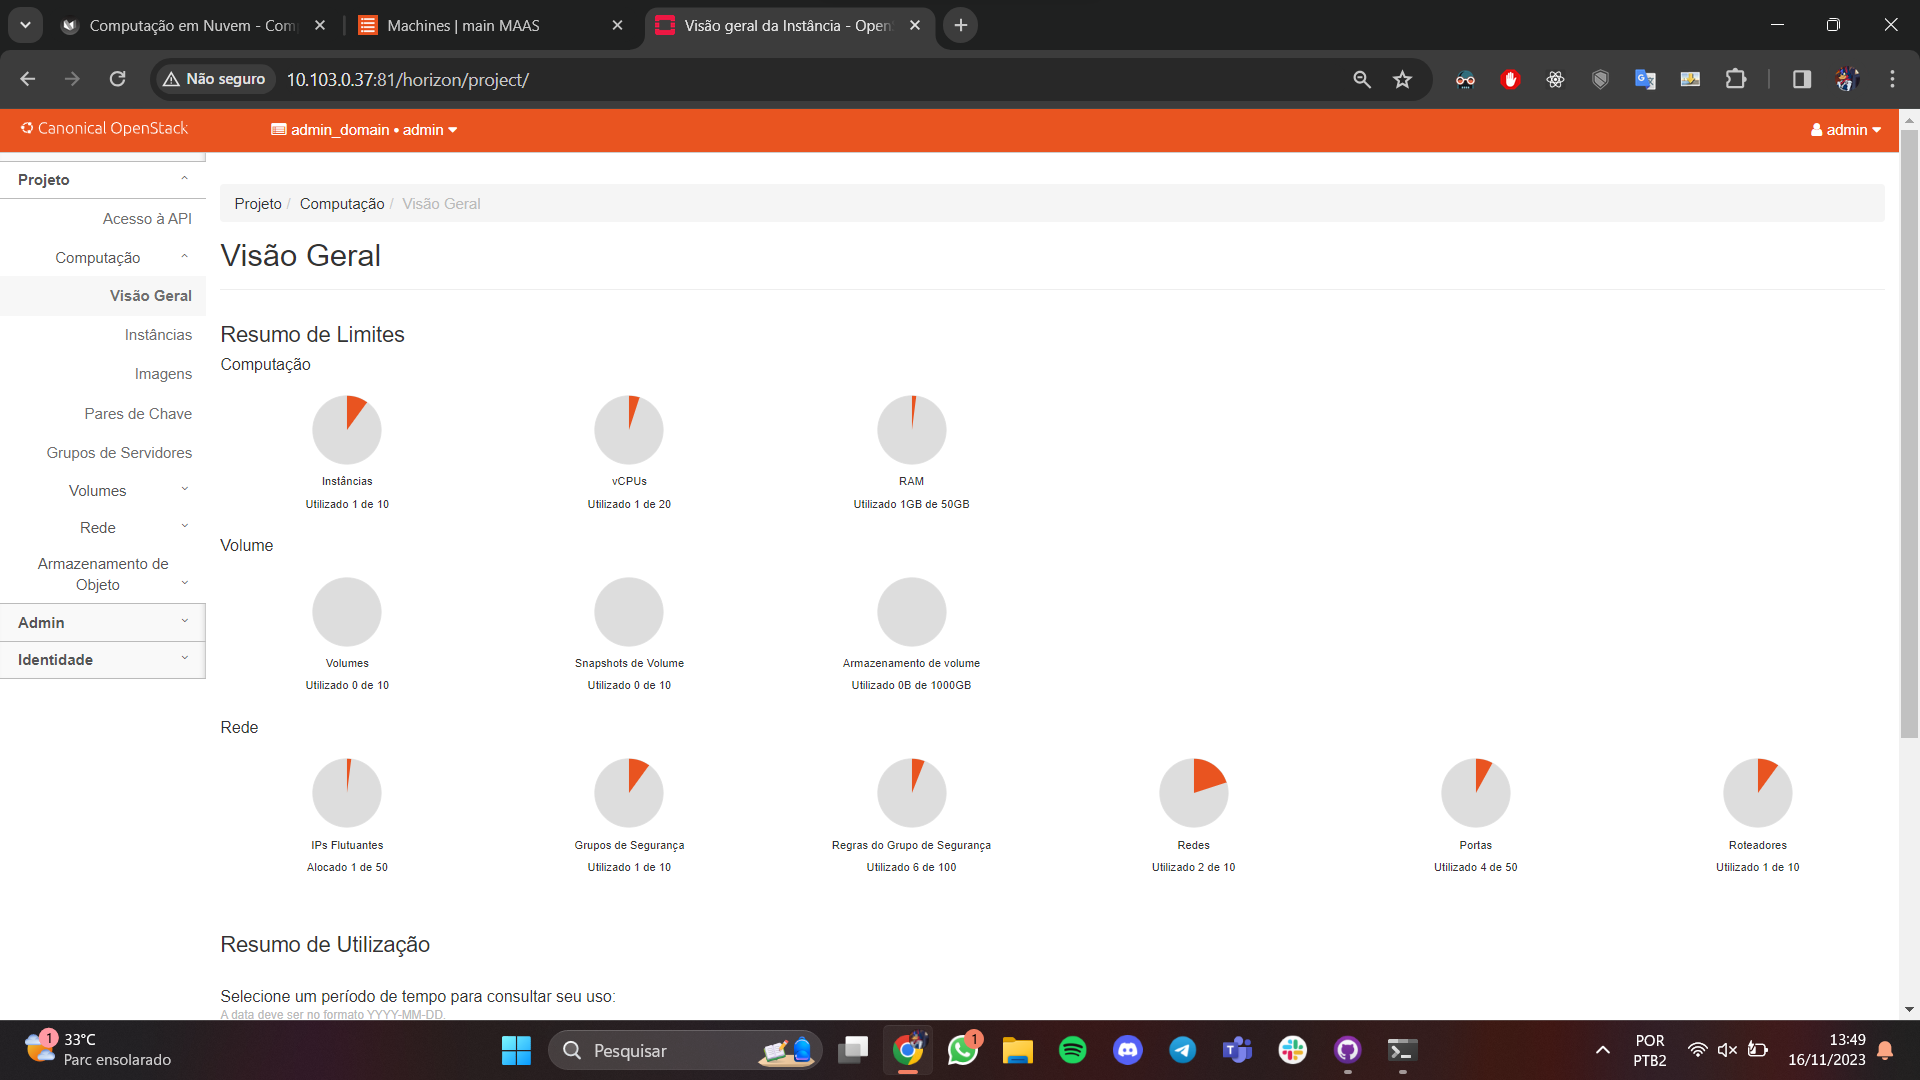 Computação em Nuvem - Com
Machines | main MAAS
Visão geral da Instância - Open
Não seguro
10.103.0.37:81/horizon/project/
Canonical OpenStack
admin_domain • admin
admin
Projeto
Acesso à API
Computação
Visão Geral
Instâncias
Imagens
Pares de Chave
Grupos de Servidores
Volumes
Rede
Armazenamento de
Objeto
Admin
Identidade
Projeto / Computação / Visão Geral
Visão Geral
Resumo de Limites
Computação
Instâncias
Utilizado 1 de 10
vCPUs
Utilizado 1 de 20
RAM
Utilizado 1GB de 50GB
Volume
Volumes
Utilizado 0 de 10
Snapshots de Volume
Utilizado 0 de 10
Armazenamento de volume
Utilizado 0B de 1000GB
Rede
IPs Flutuantes
Alocado 1 de 50
Grupos de Segurança
Utilizado 1 de 10
Regras do Grupo de Segurança
Utilizado 6 de 100
Redes
Utilizado 2 de 10
Portas
Utilizado 4 de 50
Roteadores
Utilizado 1 de 10
Resumo de Utilização
Selecione um período de tempo para consultar seu uso:
A data deve ser no formato YYYY-MM-DD.
1
33°C
Parc ensolarado
Pesquisar
1
POR
PTB2
13:49
16/11/2023